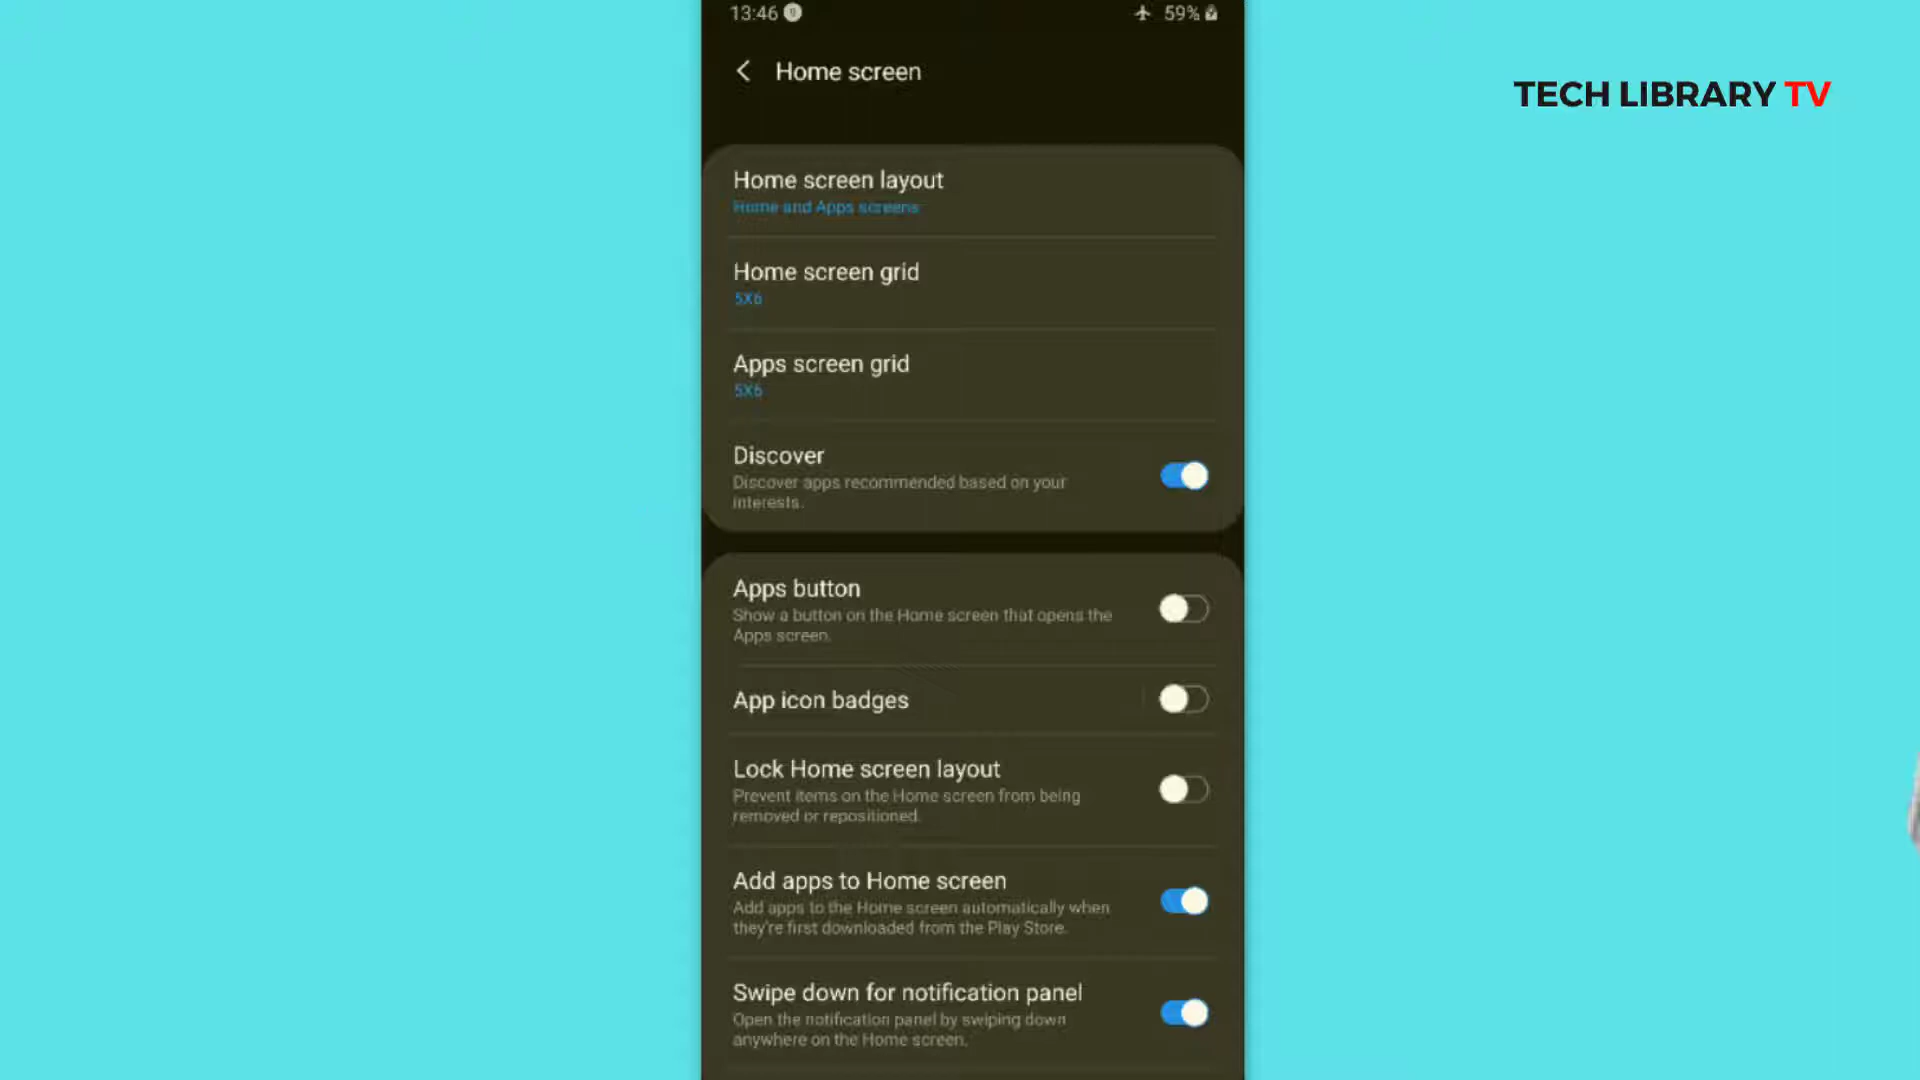 13:46
59%
Home screen
TECH LIBRARY TV
Home screen layout
Home and Apps screens
Home screen grid
5X6
Apps screen grid
5X6
Discover
Discover apps recommended based on your
interests.
Apps button
Show a button on the Home screen that opens the
Apps screen.
App icon badges
Lock Home screen layout
Prevent items on the Home screen from being
removed or repositioned.
Add apps to Home screen
Add apps to the Home screen automatically when
they're first downloaded from the Play Store.
Swipe down for notification panel
Open the notification panel by swiping down
anywhere on the Home screen.